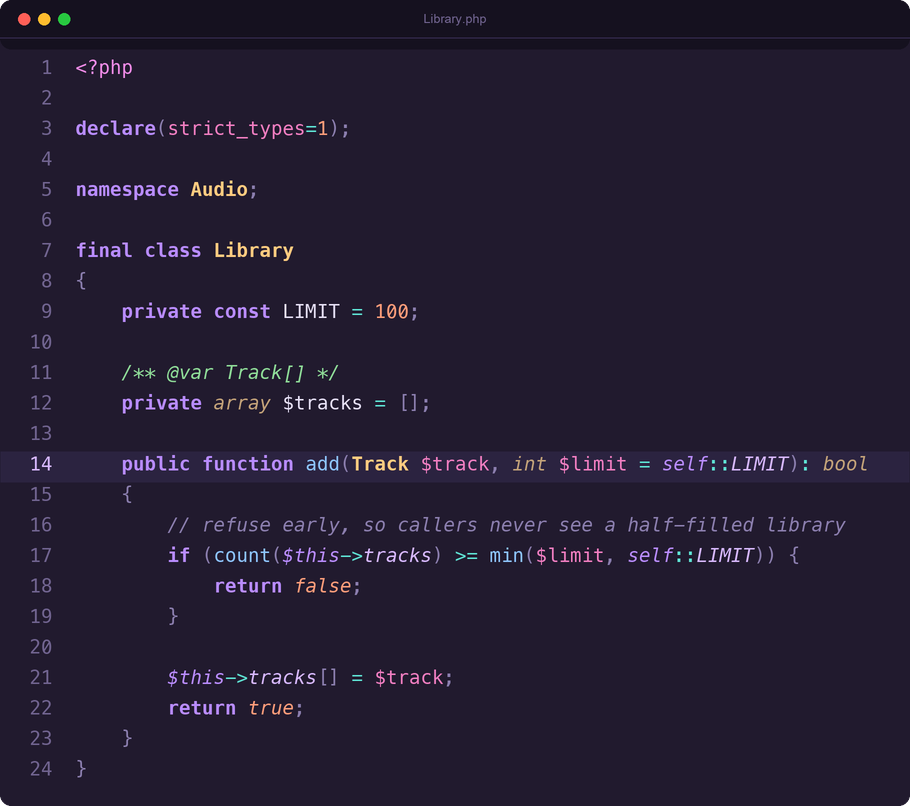 Library.php
1 <?php
2
3 declare(strict_types=1);
4
5 namespace Audio;
6
7 final class Library
8 {
9     private const LIMIT = 100;
10
11     /** @var Track[] */
12     private array $tracks = [];
13
14     public function add(Track $track, int $limit = self::LIMIT): bool
15     {
16         // refuse early, so callers never see a half-filled library
17         if (count($this->tracks) >= min($limit, self::LIMIT)) {
18             return false;
19         }
20
21         $this->tracks[] = $track;
22         return true;
23     }
24 }